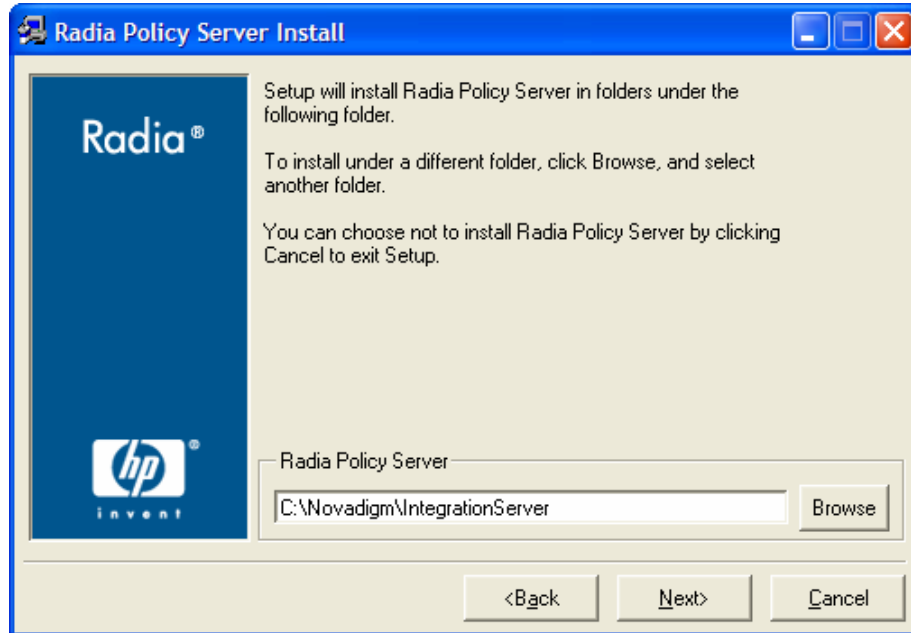 Radia Policy Server Install
Radia®
Setup will install Radia Policy Server in folders under the
following folder.
To install under a different folder, click Browse, and select
another folder.
You can choose not to install Radia Policy Server by clicking
Cancel to exit Setup.
hp®
invent
Radia Policy Server
C:\Novadigm\IntegrationServer
Browse
<Back
Next>
Cancel